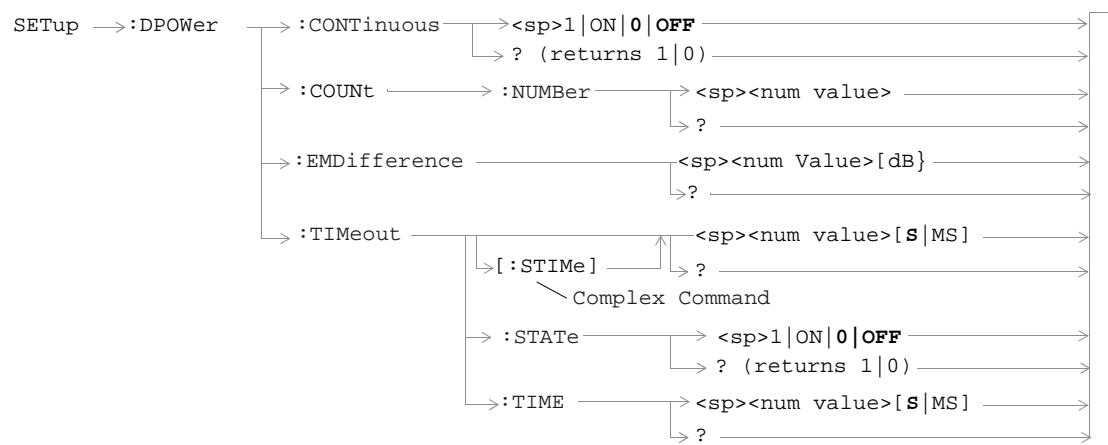 SETup :DPOWer :CONTinuous <sp>1|ON|0|OFF
? (returns 1|0)
:COUNt :NUMBer <sp><num value>
?
:EMDifference <sp><num Value>[dB}
?
:TIMeout <sp><num value>[S|MS]
[:STIMe] ?
Complex Command
:STATe <sp>1|ON|0|OFF
? (returns 1|0)
:TIME <sp><num value>[S|MS]
?